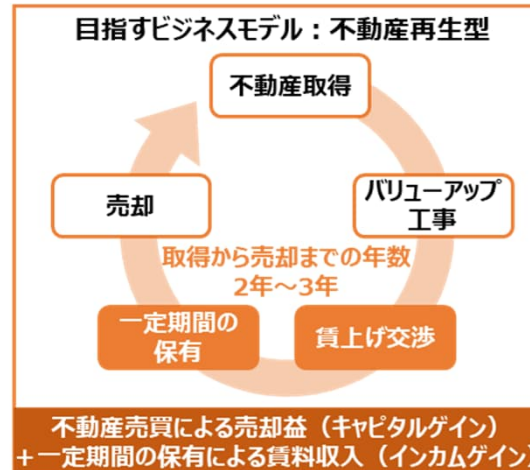 目指すビジネスモデル：不動産再生型
不動産取得
バリューアップ
工事
賃上げ交渉
一定期間の
保有
売却
取得から売却までの年数
2年～3年
不動産売買による売却益（キャピタルゲイン）
＋一定期間の保有による賃料収入（インカムゲイン）